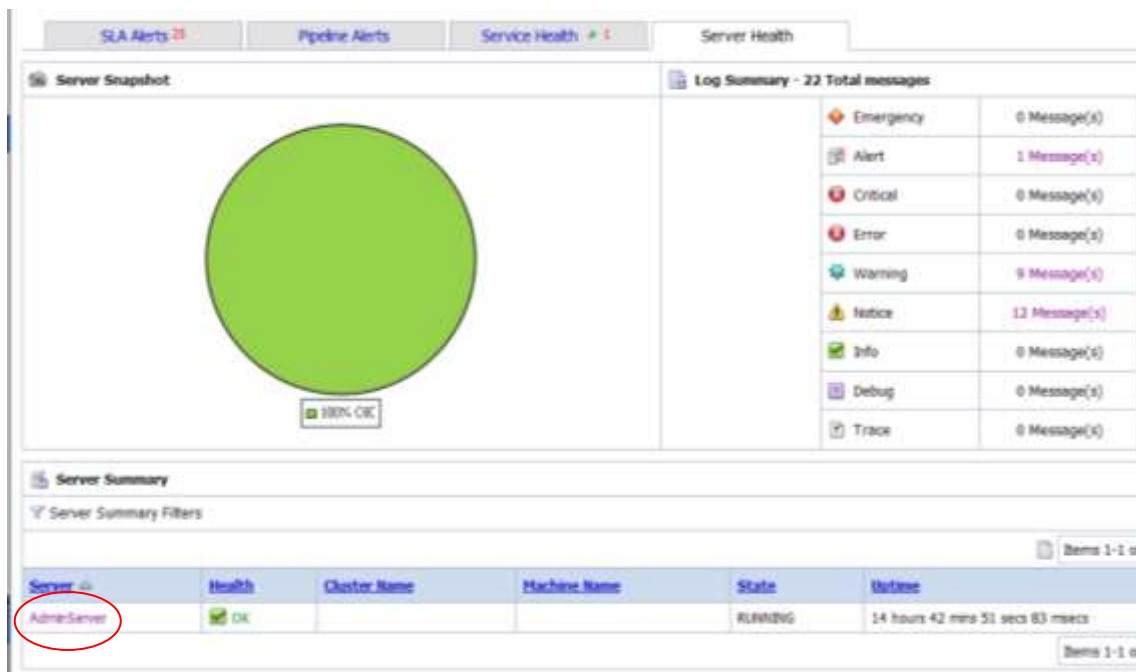 SLA Alerts 25 Pipeline Alerts Service Health 1 Server Health
Server Snapshot
100% OK
Log Summary - 22 Total messages
Emergency 0 Message(s)
Alert 1 Message(s)
Critical 0 Message(s)
Error 0 Message(s)
Warning 9 Message(s)
Notice 12 Message(s)
Info 0 Message(s)
Debug 0 Message(s)
Trace 0 Message(s)
Server Summary
Server Summary Filters
Items 1-1 o
Server Health Cluster Name Machine Name State Uptime
AdminServer OK RUNNING 14 hours 42 mins 51 secs 83 msecs
Items 1-1 o